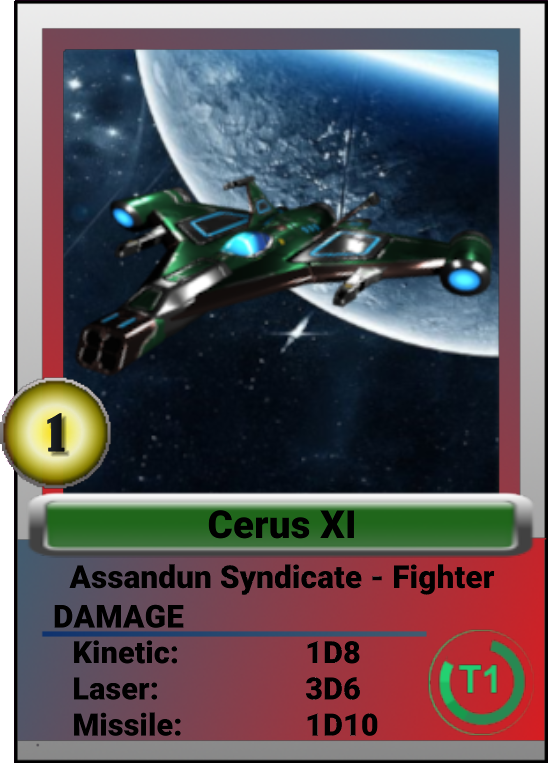 1
Cerus XI
Assandun Syndicate - Fighter
DAMAGE
Kinetic: 1D8
Laser: 3D6
Missile: 1D10
T1